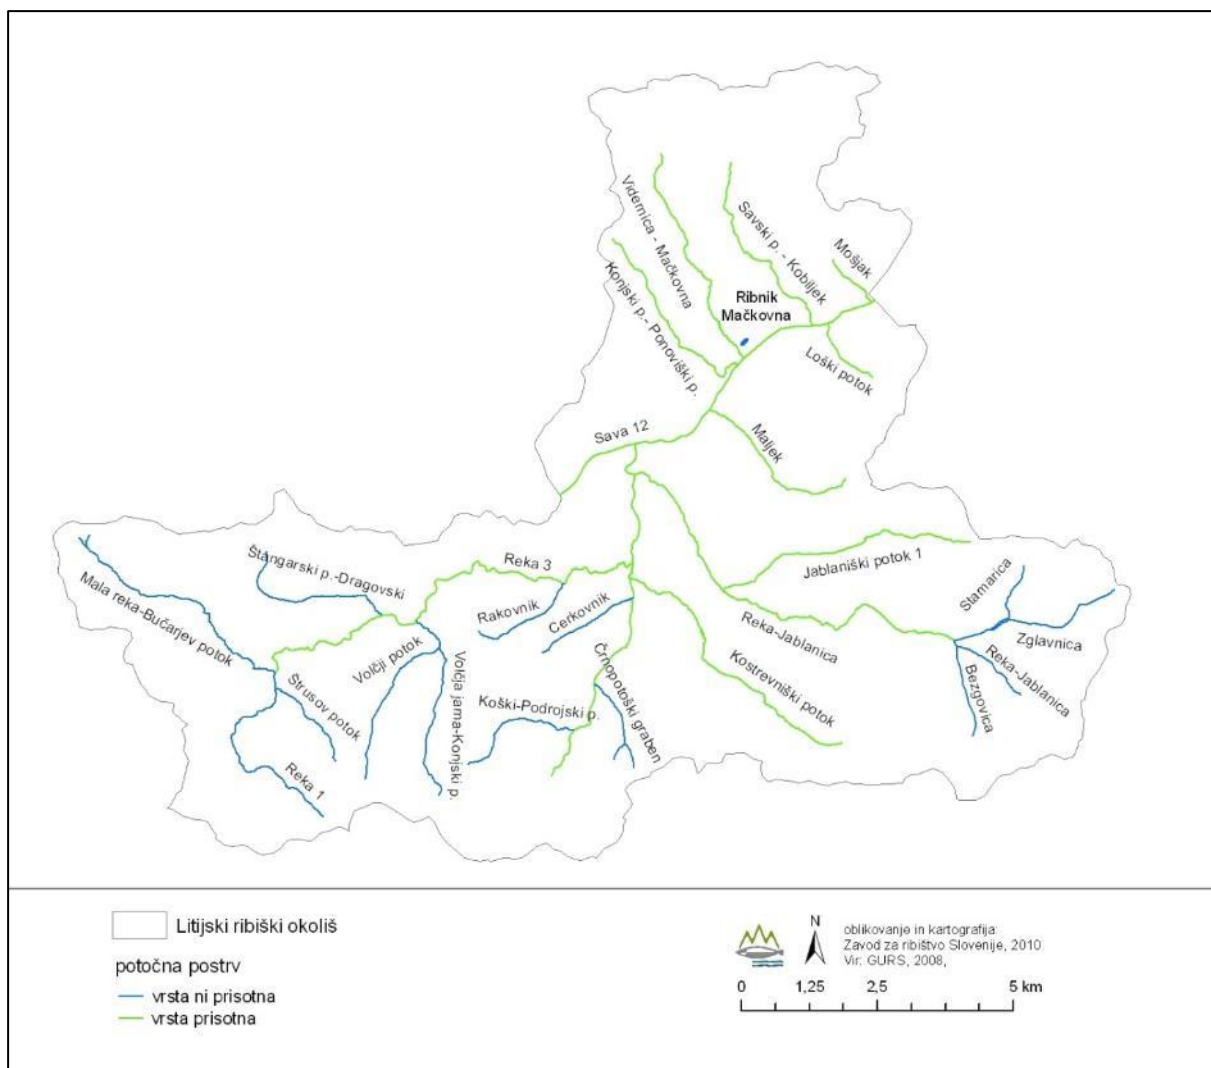 Vidernica - Mačkovna
Savski p. - Kobiljek
Mošjak
Konjski p.- Ponoviški p.
Ribnik
Mačkovna
Loški potok
Sava 12
Maljek
Štangarski p.-Dragovski
Reka 3
Jablaniški potok 1
Mala reka-Bučarjev potok
Rakovnik
Cerkovnik
Stamarica
Zglavnica
Reka-Jablanica
Reka-Jablanica
Bezgovica
Volčji potok
Volčja jama-Konjski p.
Štrusov potok
Koški-Podrojski p.
Črnopotoški graben
Kostrevniški potok
Reka 1
Litijski ribiški okoliš
potočna postrv
vrsta ni prisotna
vrsta prisotna
N
oblikovanje in kartografija:
Zavod za ribištvo Slovenije, 2010
Vir: GURS, 2008,
0 1,25 2,5 5 km